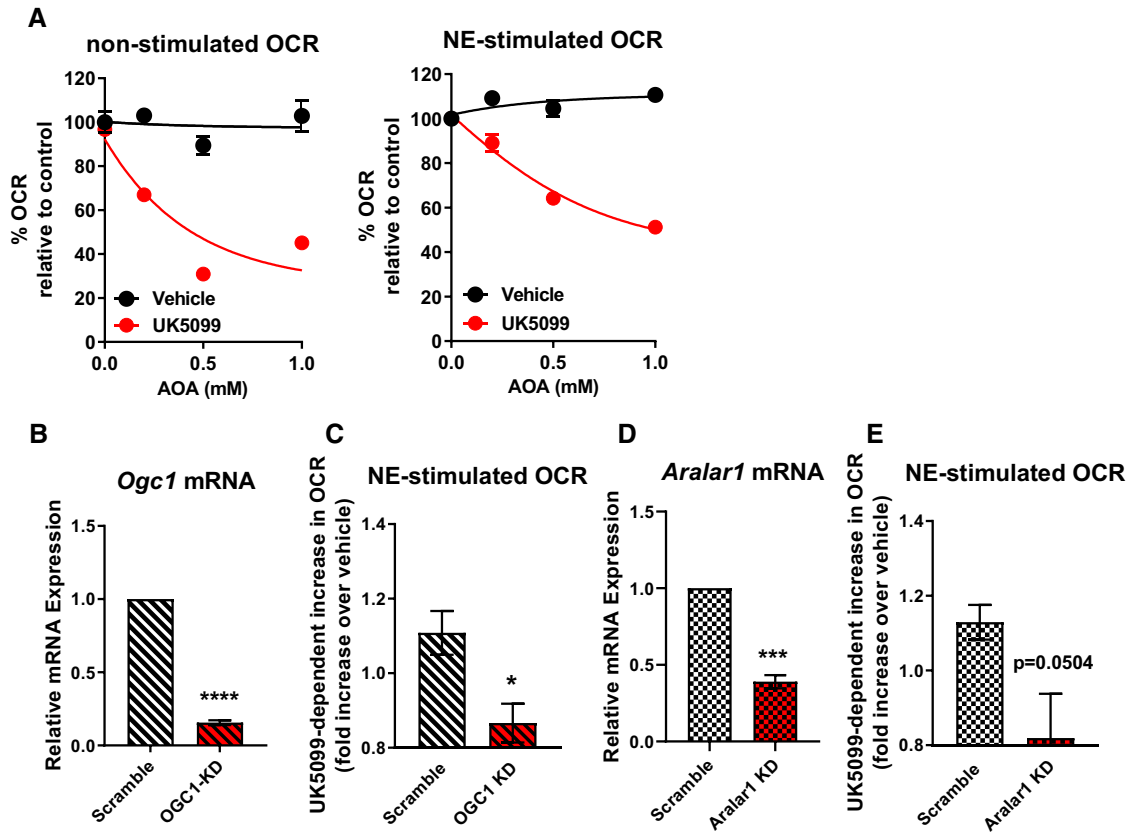 A
non-stimulated OCR
% OCR
relative to control
120
100
80
60
40
20
0
Vehicle
UK5099
0.0
0.5
1.0
AOA (mM)
NE-stimulated OCR
% OCR
relative to control
120
100
80
60
40
20
0
Vehicle
UK5099
0.0
0.5
1.0
AOA (mM)
B
Ogc1 mRNA
Relative mRNA Expression
1.5
1.0
0.5
0.0
****
Scramble
OGC1-KD
C
NE-stimulated OCR
UK5099-dependent increase in OCR
(fold increase over vehicle)
1.4
1.2
1.0
0.8
*
Scramble
OGC1 KD
D
Aralar1 mRNA
Relative mRNA Expression
1.5
1.0
0.5
0.0
***
Scramble
Aralar1 KD
E
NE-stimulated OCR
UK5099-dependent increase in OCR
(fold increase over vehicle)
1.4
1.2
1.0
0.8
p=0.0504
Scramble
Aralar1 KD